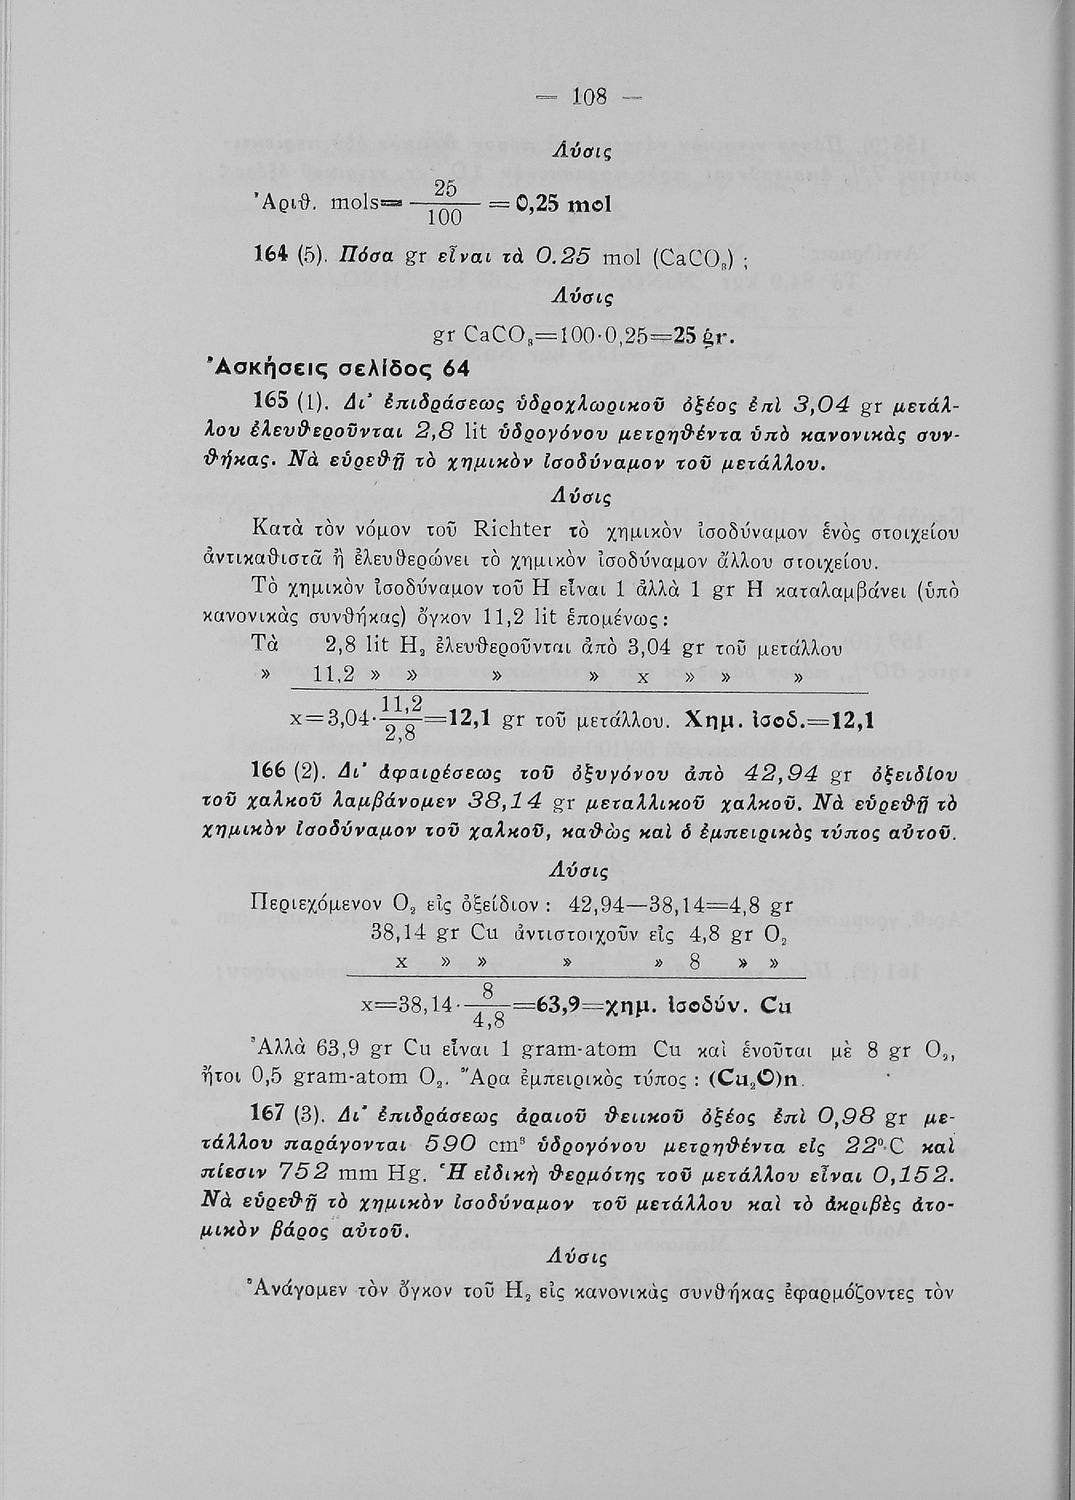 — 108 —
Λύσις
Ἀριθ. mols= 25/100 = 0,25 mol
164 (5). Πόσα gr εἶναι τὰ 0.25 mol (CaCO₃) ;
Λύσις
gr CaCO₃=100·0,25=25 gr.
Ἀσκήσεις σελίδος 64
165 (1). Δι' ἐπιδράσεως ὑδροχλωρικοῦ ὀξέος ἐπὶ 3,04 gr μετάλ-
λου ἐλευθεροῦνται 2,8 lit ὑδρογόνου μετρηθέντα ὑπὸ κανονικὰς συν-
θήκας. Νὰ εὑρεθῇ τὸ χημικὸν ἰσοδύναμον τοῦ μετάλλου.
Λύσις
Κατὰ τὸν νόμον τοῦ Richter τὸ χημικὸν ἰσοδύναμον ἑνὸς στοιχείου
ἀντικαθιστᾶ ἢ ἐλευθερώνει τὸ χημικὸν ἰσοδύναμον ἄλλου στοιχείου.
Τὸ χημικὸν ἰσοδύναμον τοῦ H εἶναι 1 ἀλλὰ 1 gr H καταλαμβάνει (ὑπὸ
κανονικὰς συνθήκας) ὄγκον 11,2 lit ἑπομένως:
Τὰ 2,8 lit H₂ ἐλευθεροῦνται ἀπὸ 3,04 gr τοῦ μετάλλου
» 11,2 » » » » x » » »
x=3,04· 11,2/2,8 =12,1 gr τοῦ μετάλλου. Χημ. ἰσοδ.=12,1
166 (2). Δι' ἀφαιρέσεως τοῦ ὀξυγόνου ἀπὸ 42,94 gr ὀξειδίου
τοῦ χαλκοῦ λαμβάνομεν 38,14 gr μεταλλικοῦ χαλκοῦ. Νὰ εὑρεθῇ τὸ
χημικὸν ἰσοδύναμον τοῦ χαλκοῦ, καθὼς καὶ ὁ ἐμπειρικὸς τύπος αὐτοῦ.
Λύσις
Περιεχόμενον O₂ εἰς ὀξείδιον : 42,94—38,14=4,8 gr
38,14 gr Cu ἀντιστοιχοῦν εἰς 4,8 gr O₂
x » » » » 8 » »
x=38,14· 8/4,8 =63,9=χημ. ἰσοδύν. Cu
Ἀλλὰ 63,9 gr Cu εἶναι 1 gram-atom Cu καὶ ἑνοῦται μὲ 8 gr O₂,
ἤτοι 0,5 gram-atom O₂. Ἄρα ἐμπειρικὸς τύπος : (Cu₂O)n.
167 (3). Δι' ἐπιδράσεως ἀραιοῦ θειικοῦ ὀξέος ἐπὶ 0,98 gr με-
τάλλου παράγονται 590 cm³ ὑδρογόνου μετρηθέντα εἰς 22⁰ C καὶ
πίεσιν 752 mm Hg. Ἡ εἰδικὴ θερμότης τοῦ μετάλλου εἶναι 0,152.
Νὰ εὑρεθῇ τὸ χημικὸν ἰσοδύναμον τοῦ μετάλλου καὶ τὸ ἀκριβὲς ἀτο-
μικὸν βάρος αὐτοῦ.
Λύσις
Ἀνάγομεν τὸν ὄγκον τοῦ H₂ εἰς κανονικὰς συνθήκας ἐφαρμόζοντες τὸν